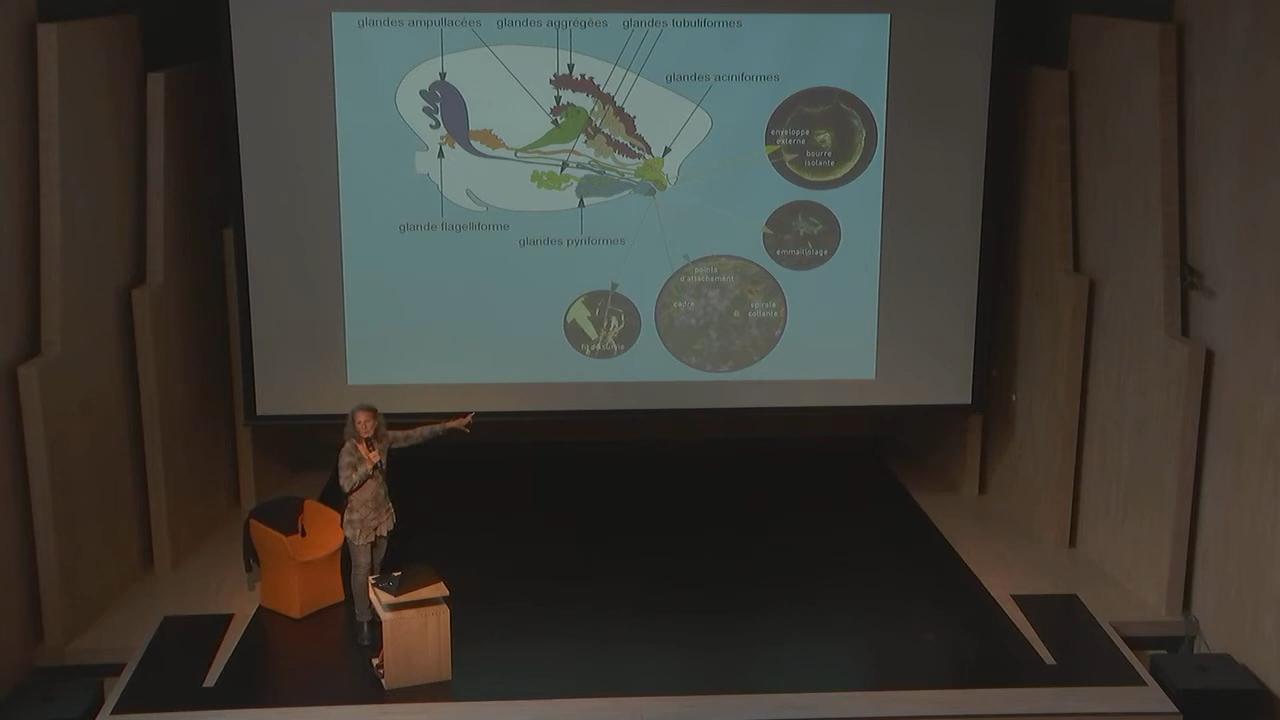 glandes ampullacées
glandes aggrégées
glandes tubuliformes
glandes aciniformes
enveloppe
externe
bourre
isolante
glande flagelliforme
glandes pyriformes
emmaillotage
points
d'attachement
cadre
spirale
collante
fil de survie